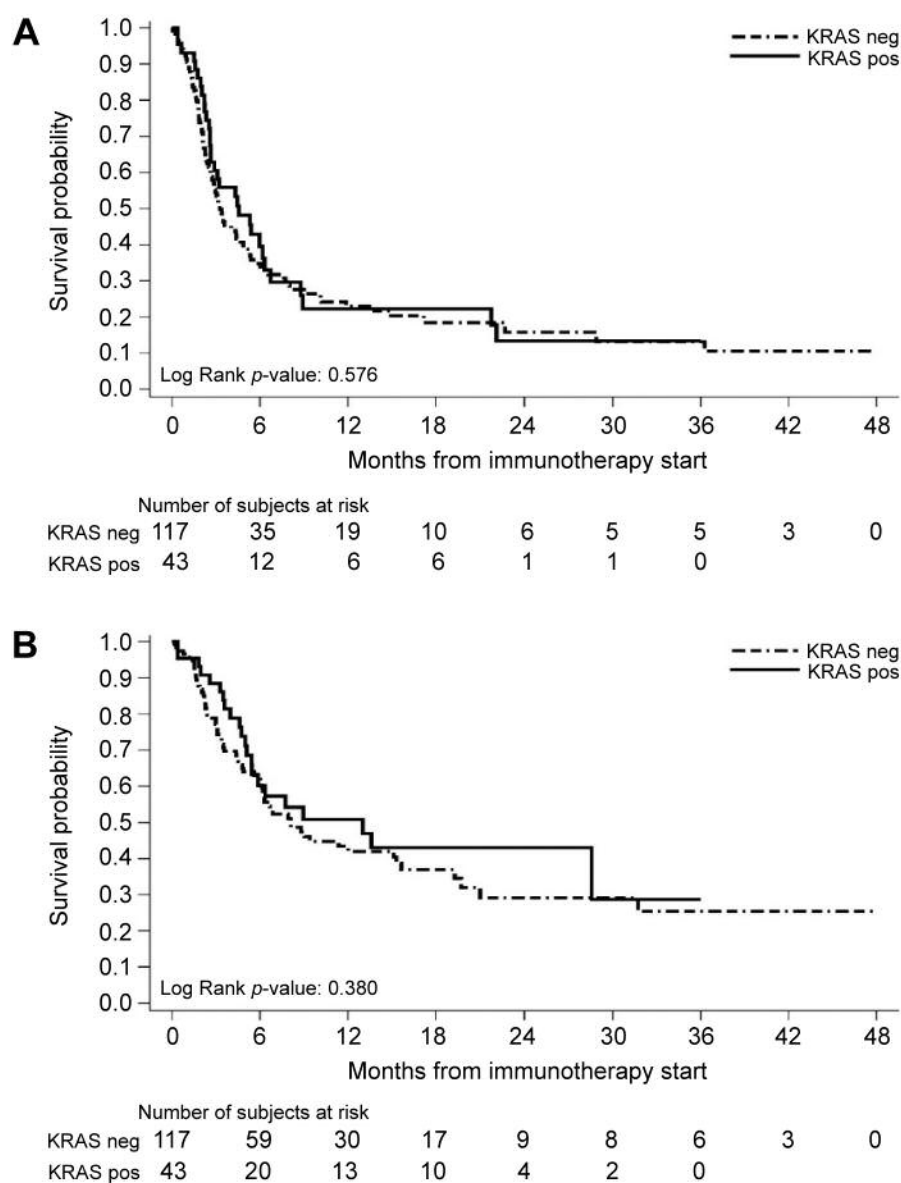 A
1.0
0.9
0.8
0.7
0.6
0.5
0.4
0.3
0.2
0.1
0.0
Survival probability
KRAS neg
KRAS pos
Log Rank p-value: 0.576
0 6 12 18 24 30 36 42 48
Months from immunotherapy start
Number of subjects at risk
KRAS neg 117 35 19 10 6 5 5 3 0
KRAS pos 43 12 6 6 1 1 0
B
1.0
0.9
0.8
0.7
0.6
0.5
0.4
0.3
0.2
0.1
0.0
Survival probability
KRAS neg
KRAS pos
Log Rank p-value: 0.380
0 6 12 18 24 30 36 42 48
Months from immunotherapy start
Number of subjects at risk
KRAS neg 117 59 30 17 9 8 6 3 0
KRAS pos 43 20 13 10 4 2 0